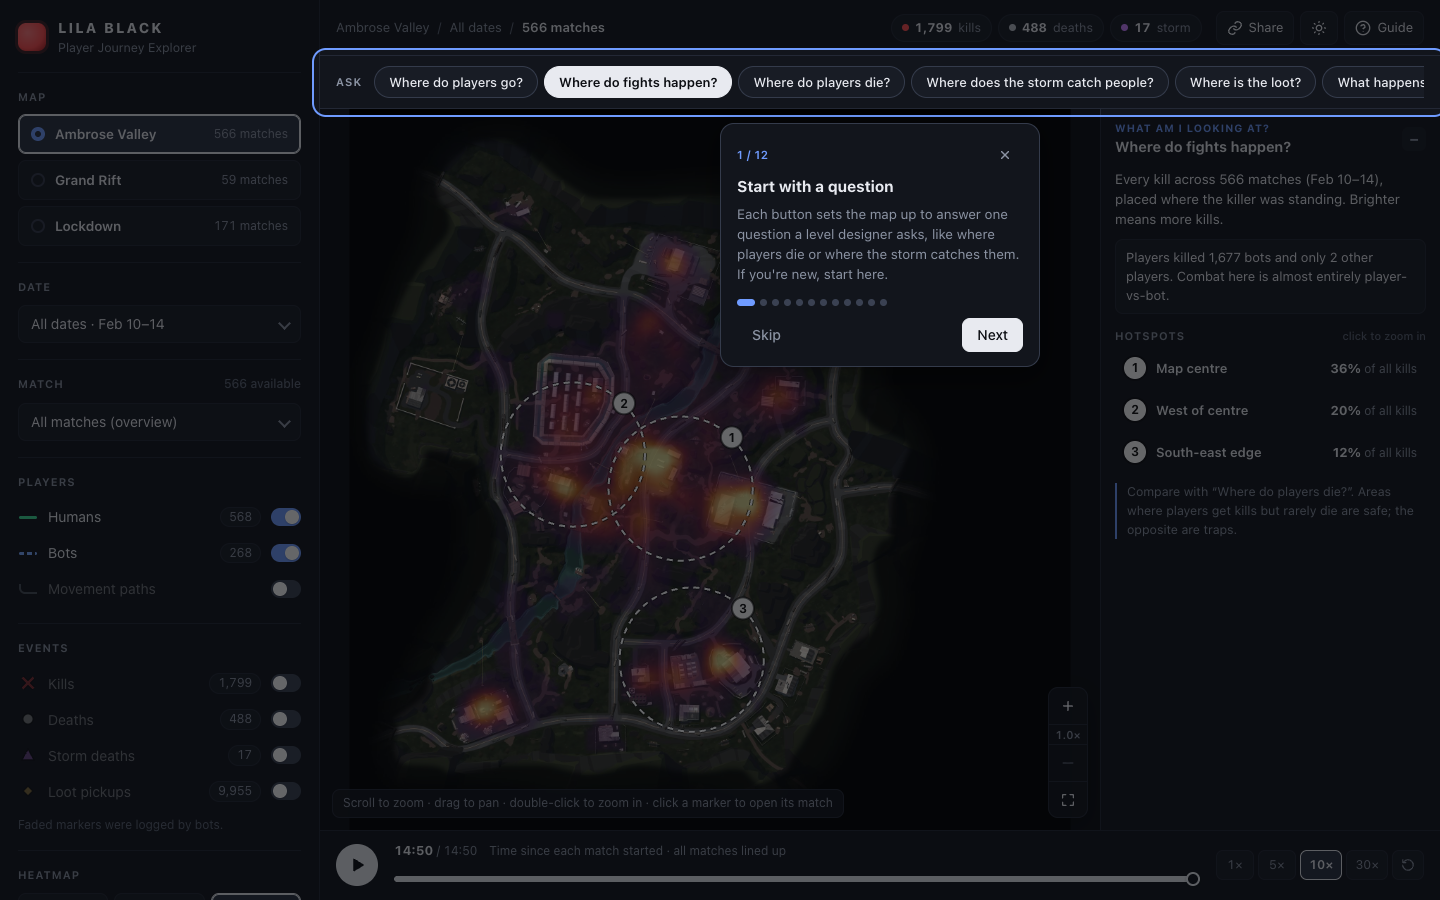 LILA BLACK
Player Journey Explorer
MAP
Ambrose Valley 566 matches
Grand Rift 59 matches
Lockdown 171 matches
DATE
All dates · Feb 10–14
MATCH 566 available
All matches (overview)
PLAYERS
Humans 568
Bots 268
Movement paths
EVENTS
Kills 1,799
Deaths 488
Storm deaths 17
Loot pickups 9,955
Faded markers were logged by bots.
HEATMAP
Ambrose Valley / All dates / 566 matches
1,799 kills
488 deaths
17 storm
Share
Guide
ASK
Where do players go?
Where do fights happen?
Where do players die?
Where does the storm catch people?
Where is the loot?
What happens
1 / 12
Start with a question
Each button sets the map up to answer one
question a level designer asks, like where
players die or where the storm catches them.
If you're new, start here.
Skip
Next
2
1
3
+
1.0×
−
Scroll to zoom · drag to pan · double-click to zoom in · click a marker to open its match
WHAT AM I LOOKING AT?
Where do fights happen?
Every kill across 566 matches (Feb 10–14),
placed where the killer was standing. Brighter
means more kills.
Players killed 1,677 bots and only 2 other
players. Combat here is almost entirely player-
vs-bot.
HOTSPOTS click to zoom in
1 Map centre 36% of all kills
2 West of centre 20% of all kills
3 South-east edge 12% of all kills
Compare with “Where do players die?”. Areas
where players get kills but rarely die are safe; the
opposite are traps.
14:50 / 14:50 Time since each match started · all matches lined up
1× 5× 10× 30×